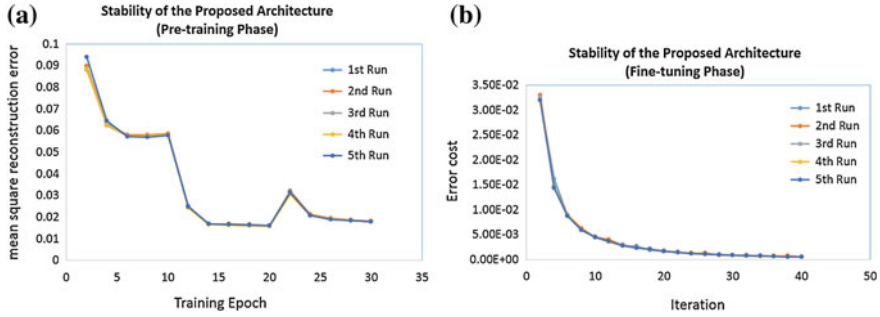 (a)
Stability of the Proposed Architecture
(Pre-training Phase)
mean square reconstruction error
0.1
0.09
0.08
0.07
0.06
0.05
0.04
0.03
0.02
0.01
0
0
5
10
15
20
25
30
35
Training Epoch
1st Run
2nd Run
3rd Run
4th Run
5th Run
(b)
Stability of the Proposed Architecture
(Fine-tuning Phase)
Error cost
3.50E-02
3.00E-02
2.50E-02
2.00E-02
1.50E-02
1.00E-02
5.00E-03
0.00E+00
0
10
20
30
40
50
Iteration
1st Run
2nd Run
3rd Run
4th Run
5th Run